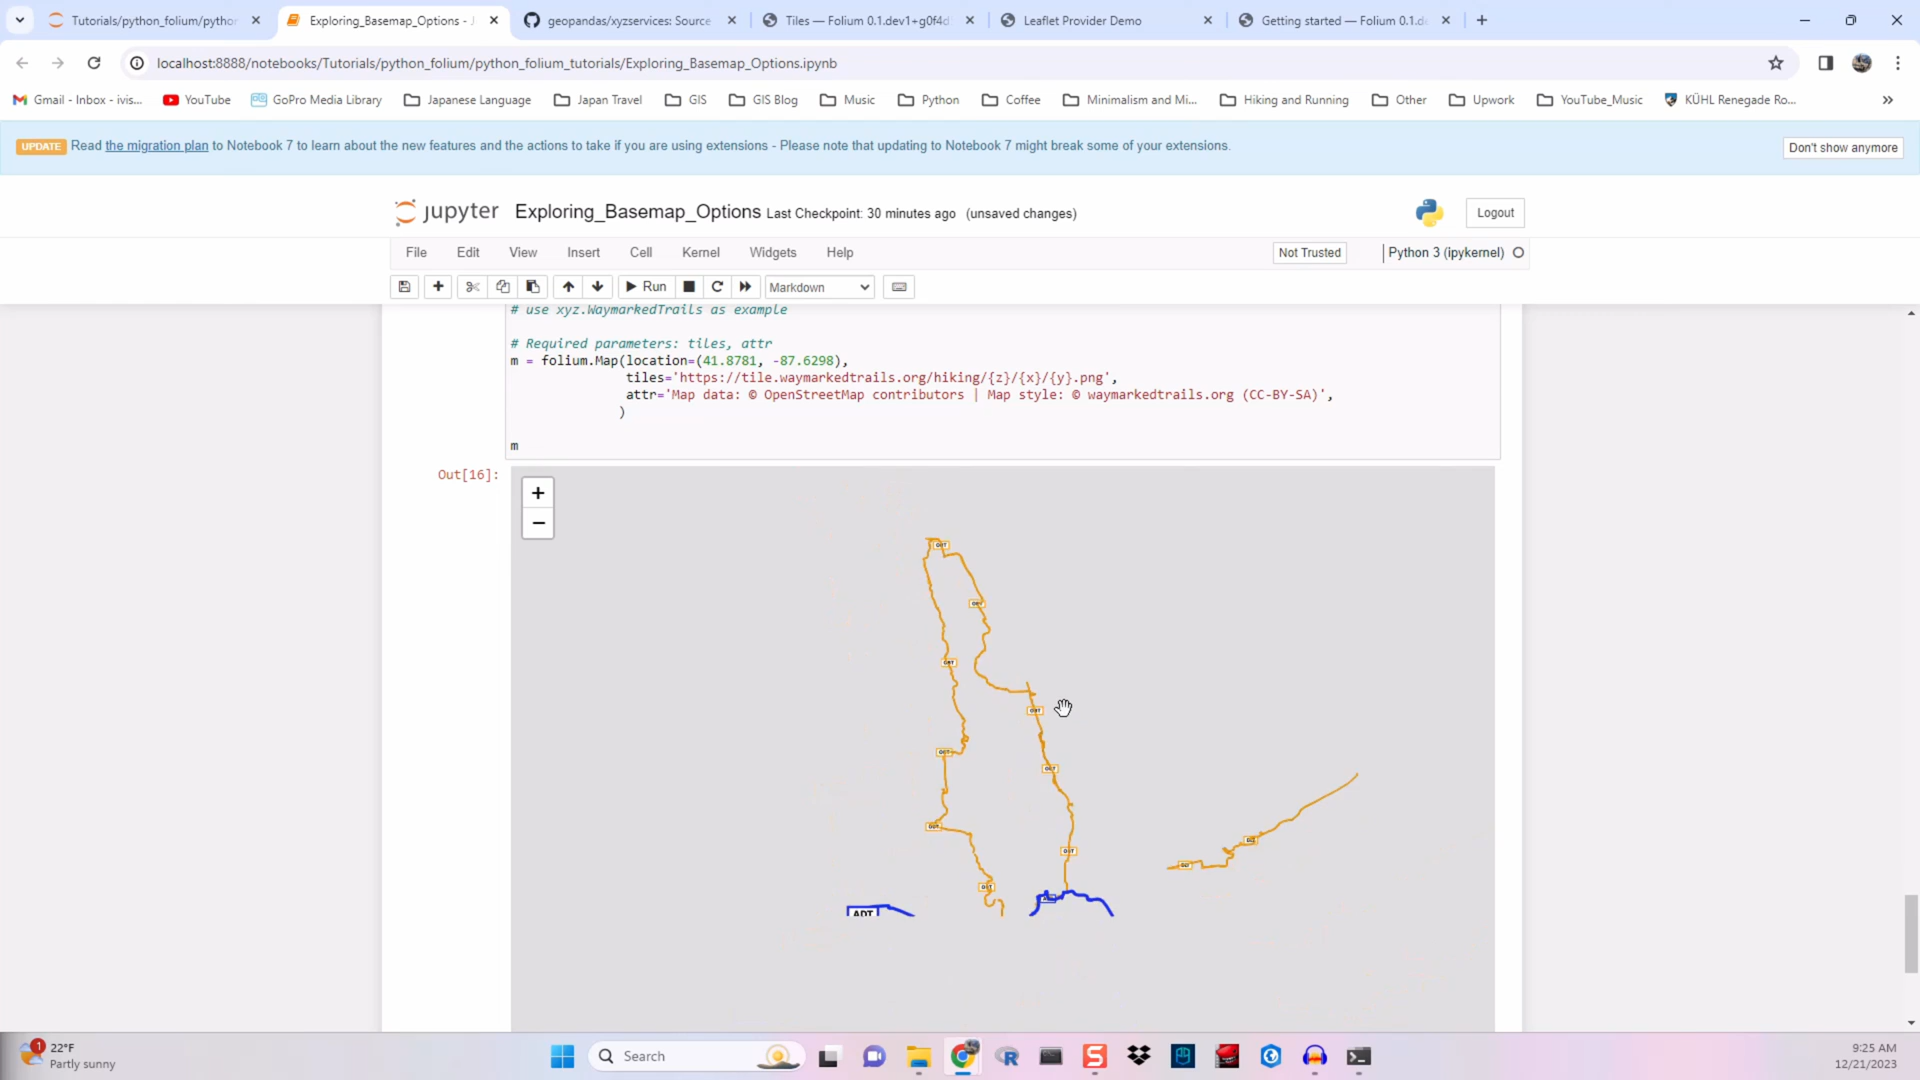 Tutorials/python_folium/pythor
Exploring_Basemap_Options - J
geopandas/xyzservices: Source
Tiles — Folium 0.1.dev1+g0f4d
Leaflet Provider Demo
Getting started — Folium 0.1.de
localhost:8888/notebooks/Tutorials/python_folium/python_folium_tutorials/Exploring_Basemap_Options.ipynb
Gmail - Inbox - ivis...
YouTube
GoPro Media Library
Japanese Language
Japan Travel
GIS
GIS Blog
Music
Python
Coffee
Minimalism and Mi...
Hiking and Running
Other
Upwork
YouTube_Music
KÜHL Renegade Ro...
»
UPDATE Read the migration plan to Notebook 7 to learn about the new features and the actions to take if you are using extensions - Please note that updating to Notebook 7 might break some of your extensions.
Don't show anymore
jupyter Exploring_Basemap_Options Last Checkpoint: 30 minutes ago (unsaved changes)
Logout
File Edit View Insert Cell Kernel Widgets Help
Not Trusted
Python 3 (ipykernel)
Run
Markdown
# use xyz.WaymarkedTrails as example
# Required parameters: tiles, attr
m = folium.Map(location=(41.8781, -87.6298),
tiles='https://tile.waymarkedtrails.org/hiking/{z}/{x}/{y}.png',
attr='Map data: © OpenStreetMap contributors | Map style: © waymarkedtrails.org (CC-BY-SA)',
)
m
Out[16]:
+
−
ADT
1
22°F
Partly sunny
Search
9:25 AM
12/21/2023